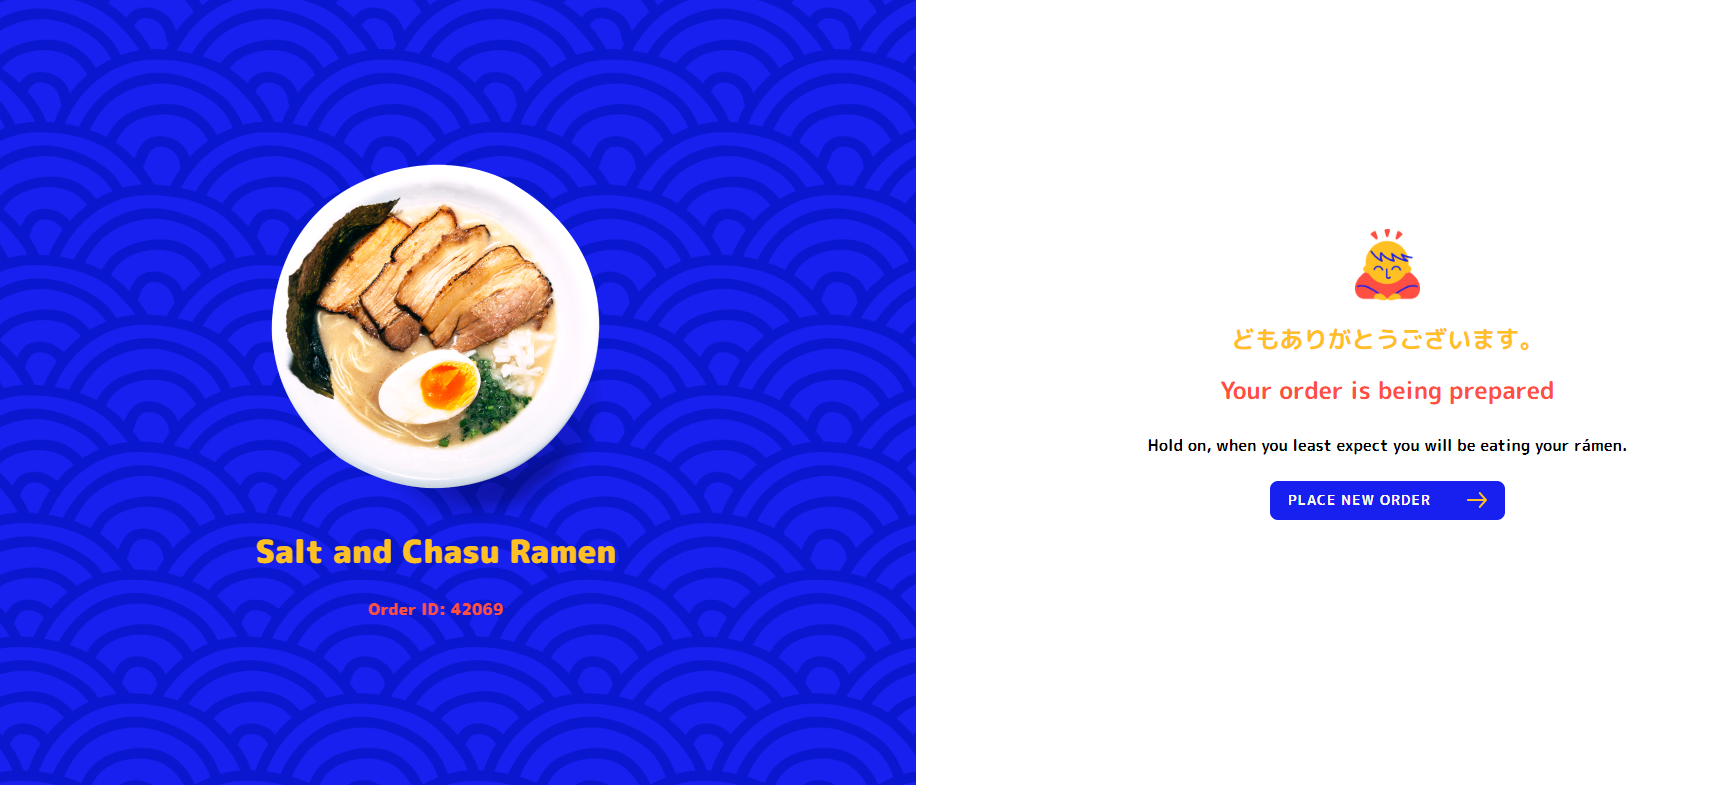 Salt and Chasu Ramen
Order ID: 42069
どもありがとうございます。
Your order is being prepared
Hold on, when you least expect you will be eating your rámen.
PLACE NEW ORDER